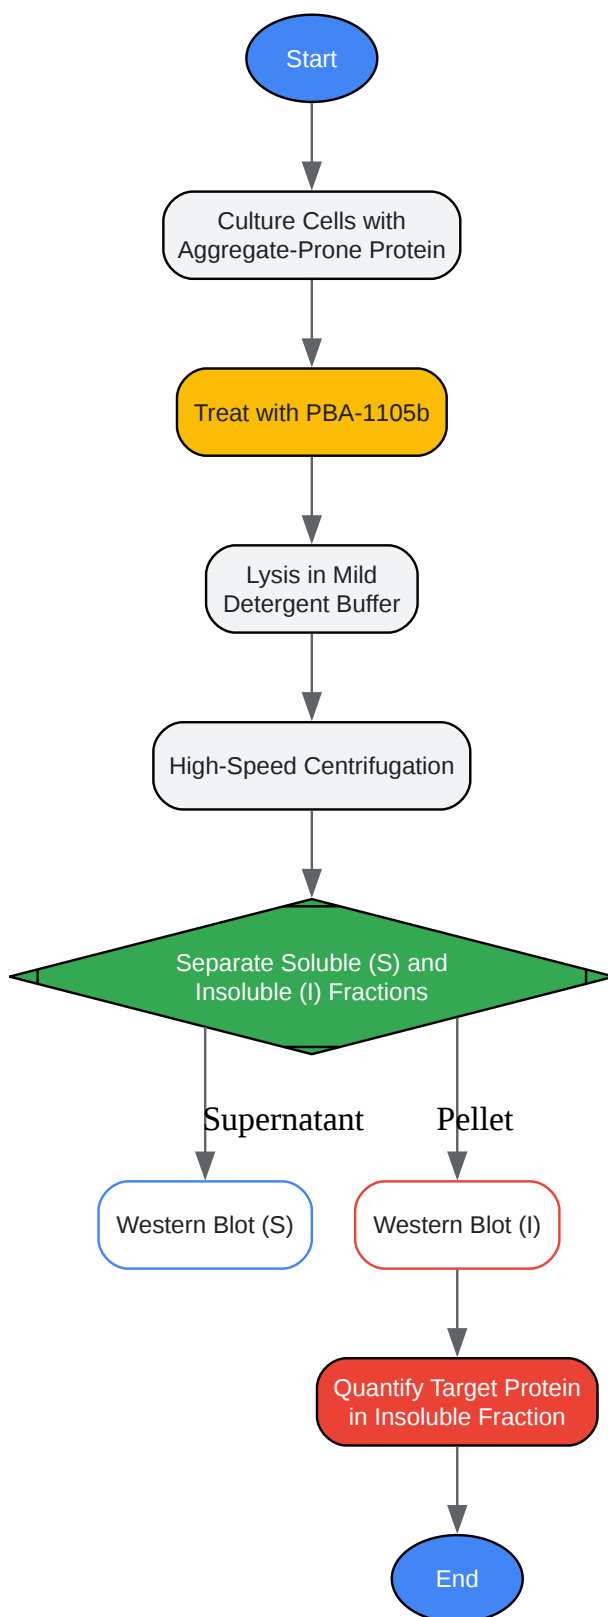 Start
Culture Cells with
Aggregate-Prone Protein
Treat with PBA-1105b
Lysis in Mild
Detergent Buffer
High-Speed Centrifugation
Separate Soluble (S) and
Insoluble (I) Fractions
Supernatant
Pellet
Western Blot (S)
Western Blot (I)
Quantify Target Protein
in Insoluble Fraction
End